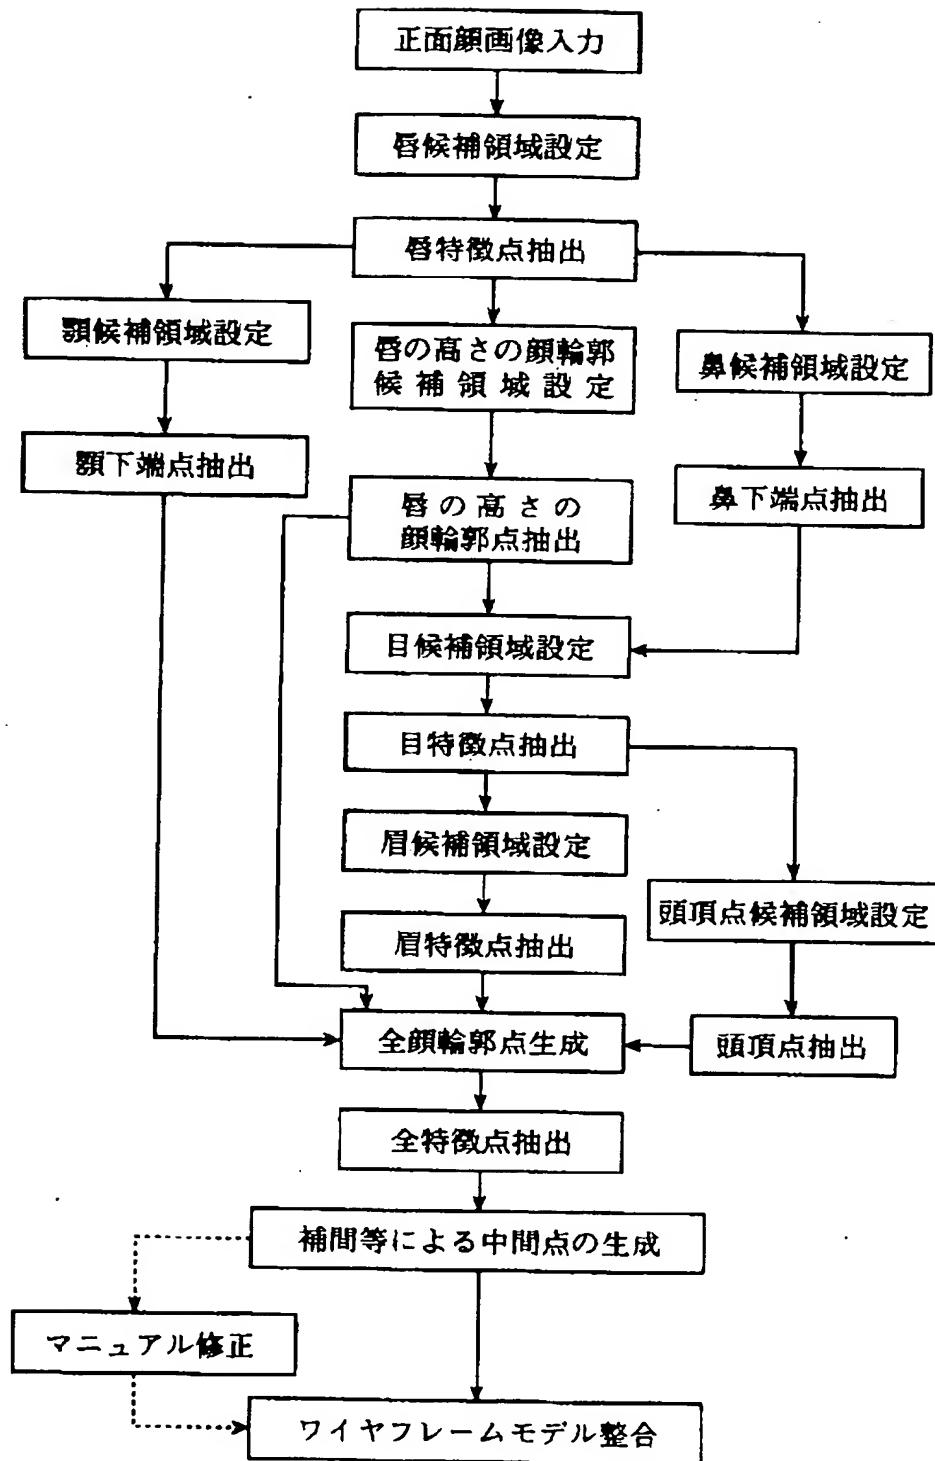 正面顔画像入力
唇候補領域設定
唇特徴点抽出
顎候補領域設定
唇の高さの顔輪郭
候補領域設定
鼻候補領域設定
顎下端点抽出
唇の高さの
顔輪郭点抽出
鼻下端点抽出
目候補領域設定
目特徴点抽出
眉候補領域設定
頭頂点候補領域設定
眉特徴点抽出
全顔輪郭点生成
頭頂点抽出
全特徴点抽出
補間等による中間点の生成
マニュアル修正
ワイヤフレームモデル整合